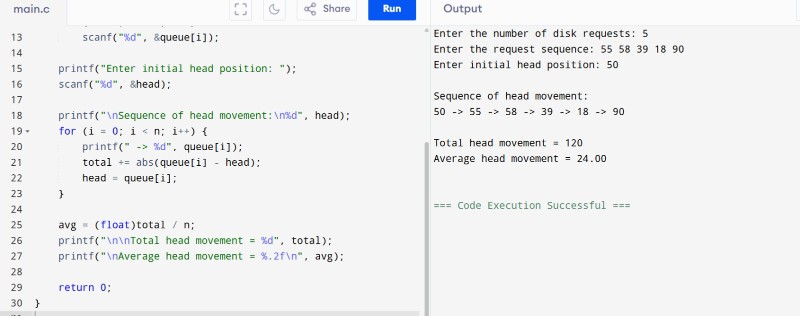 main.c
Share
Run
Output
13 scanf("%d", &queue[i]);
14
15 printf("Enter initial head position: ");
16 scanf("%d", &head);
17
18 printf("\nSequence of head movement:\n%d", head);
19 for (i = 0; i < n; i++) {
20 printf(" -> %d", queue[i]);
21 total += abs(queue[i] - head);
22 head = queue[i];
23 }
24
25 avg = (float)total / n;
26 printf("\n\nTotal head movement = %d", total);
27 printf("\nAverage head movement = %.2f\n", avg);
28
29 return 0;
30 }
Enter the number of disk requests: 5
Enter the request sequence: 55 58 39 18 90
Enter initial head position: 50
Sequence of head movement:
50 -> 55 -> 58 -> 39 -> 18 -> 90
Total head movement = 120
Average head movement = 24.00
=== Code Execution Successful ===